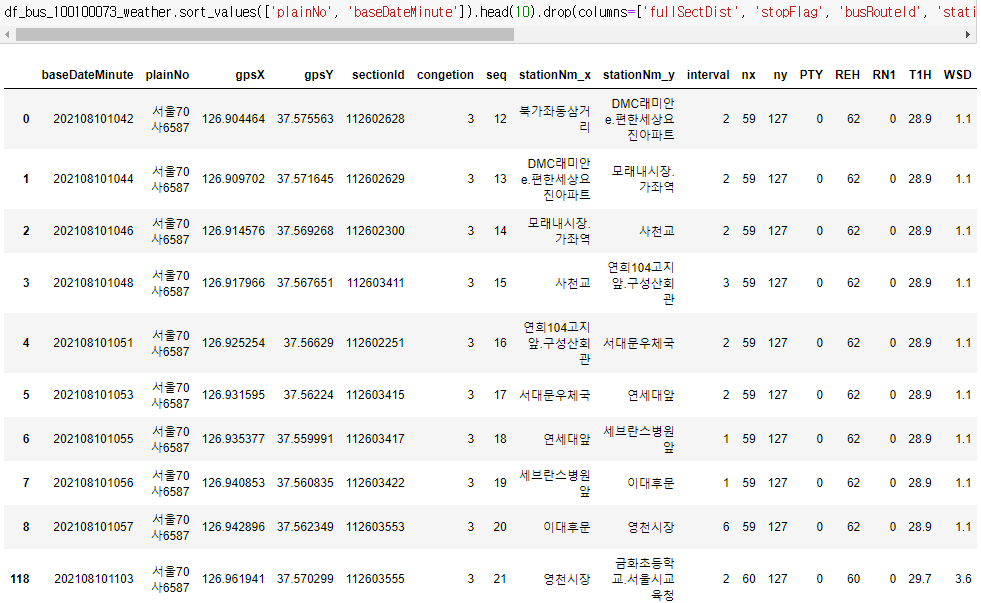 df_bus_100100073_weather.sort_values(['plainNo', 'baseDateMinute']).head(10).drop(columns=['fullSectDist', 'stopFlag', 'busRouteId', 'stati
baseDateMinute plainNo gpsX gpsY sectionId congetion seq stationNm_x stationNm_y interval nx ny PTY REH RN1 T1H WSD
0 202108101042 서울70사6587 126.904464 37.575563 112602628 3 12 북가좌동삼거리 DMC래미안e.편한세상요진아파트 2 59 127 0 62 0 28.9 1.1
1 202108101044 서울70사6587 126.909702 37.571645 112602629 3 13 DMC래미안e.편한세상요진아파트 모래내시장.가좌역 2 59 127 0 62 0 28.9 1.1
2 202108101046 서울70사6587 126.914576 37.569268 112602300 3 14 모래내시장.가좌역 사천교 2 59 127 0 62 0 28.9 1.1
3 202108101048 서울70사6587 126.917966 37.567651 112603411 3 15 사천교 연희104고지앞.구성산회관 3 59 127 0 62 0 28.9 1.1
4 202108101051 서울70사6587 126.925254 37.56629 112602251 3 16 연희104고지앞.구성산회관 서대문우체국 2 59 127 0 62 0 28.9 1.1
5 202108101053 서울70사6587 126.931595 37.56224 112603415 3 17 서대문우체국 연세대앞 2 59 127 0 62 0 28.9 1.1
6 202108101055 서울70사6587 126.935377 37.559991 112603417 3 18 연세대앞 세브란스병원앞 1 59 127 0 62 0 28.9 1.1
7 202108101056 서울70사6587 126.940853 37.560835 112603422 3 19 세브란스병원앞 이대후문 1 59 127 0 62 0 28.9 1.1
8 202108101057 서울70사6587 126.942896 37.562349 112603553 3 20 이대후문 영천시장 6 59 127 0 62 0 28.9 1.1
118 202108101103 서울70사6587 126.961941 37.570299 112603555 3 21 영천시장 금화초등학교.서울시교육청 2 60 127 0 60 0 29.7 3.6